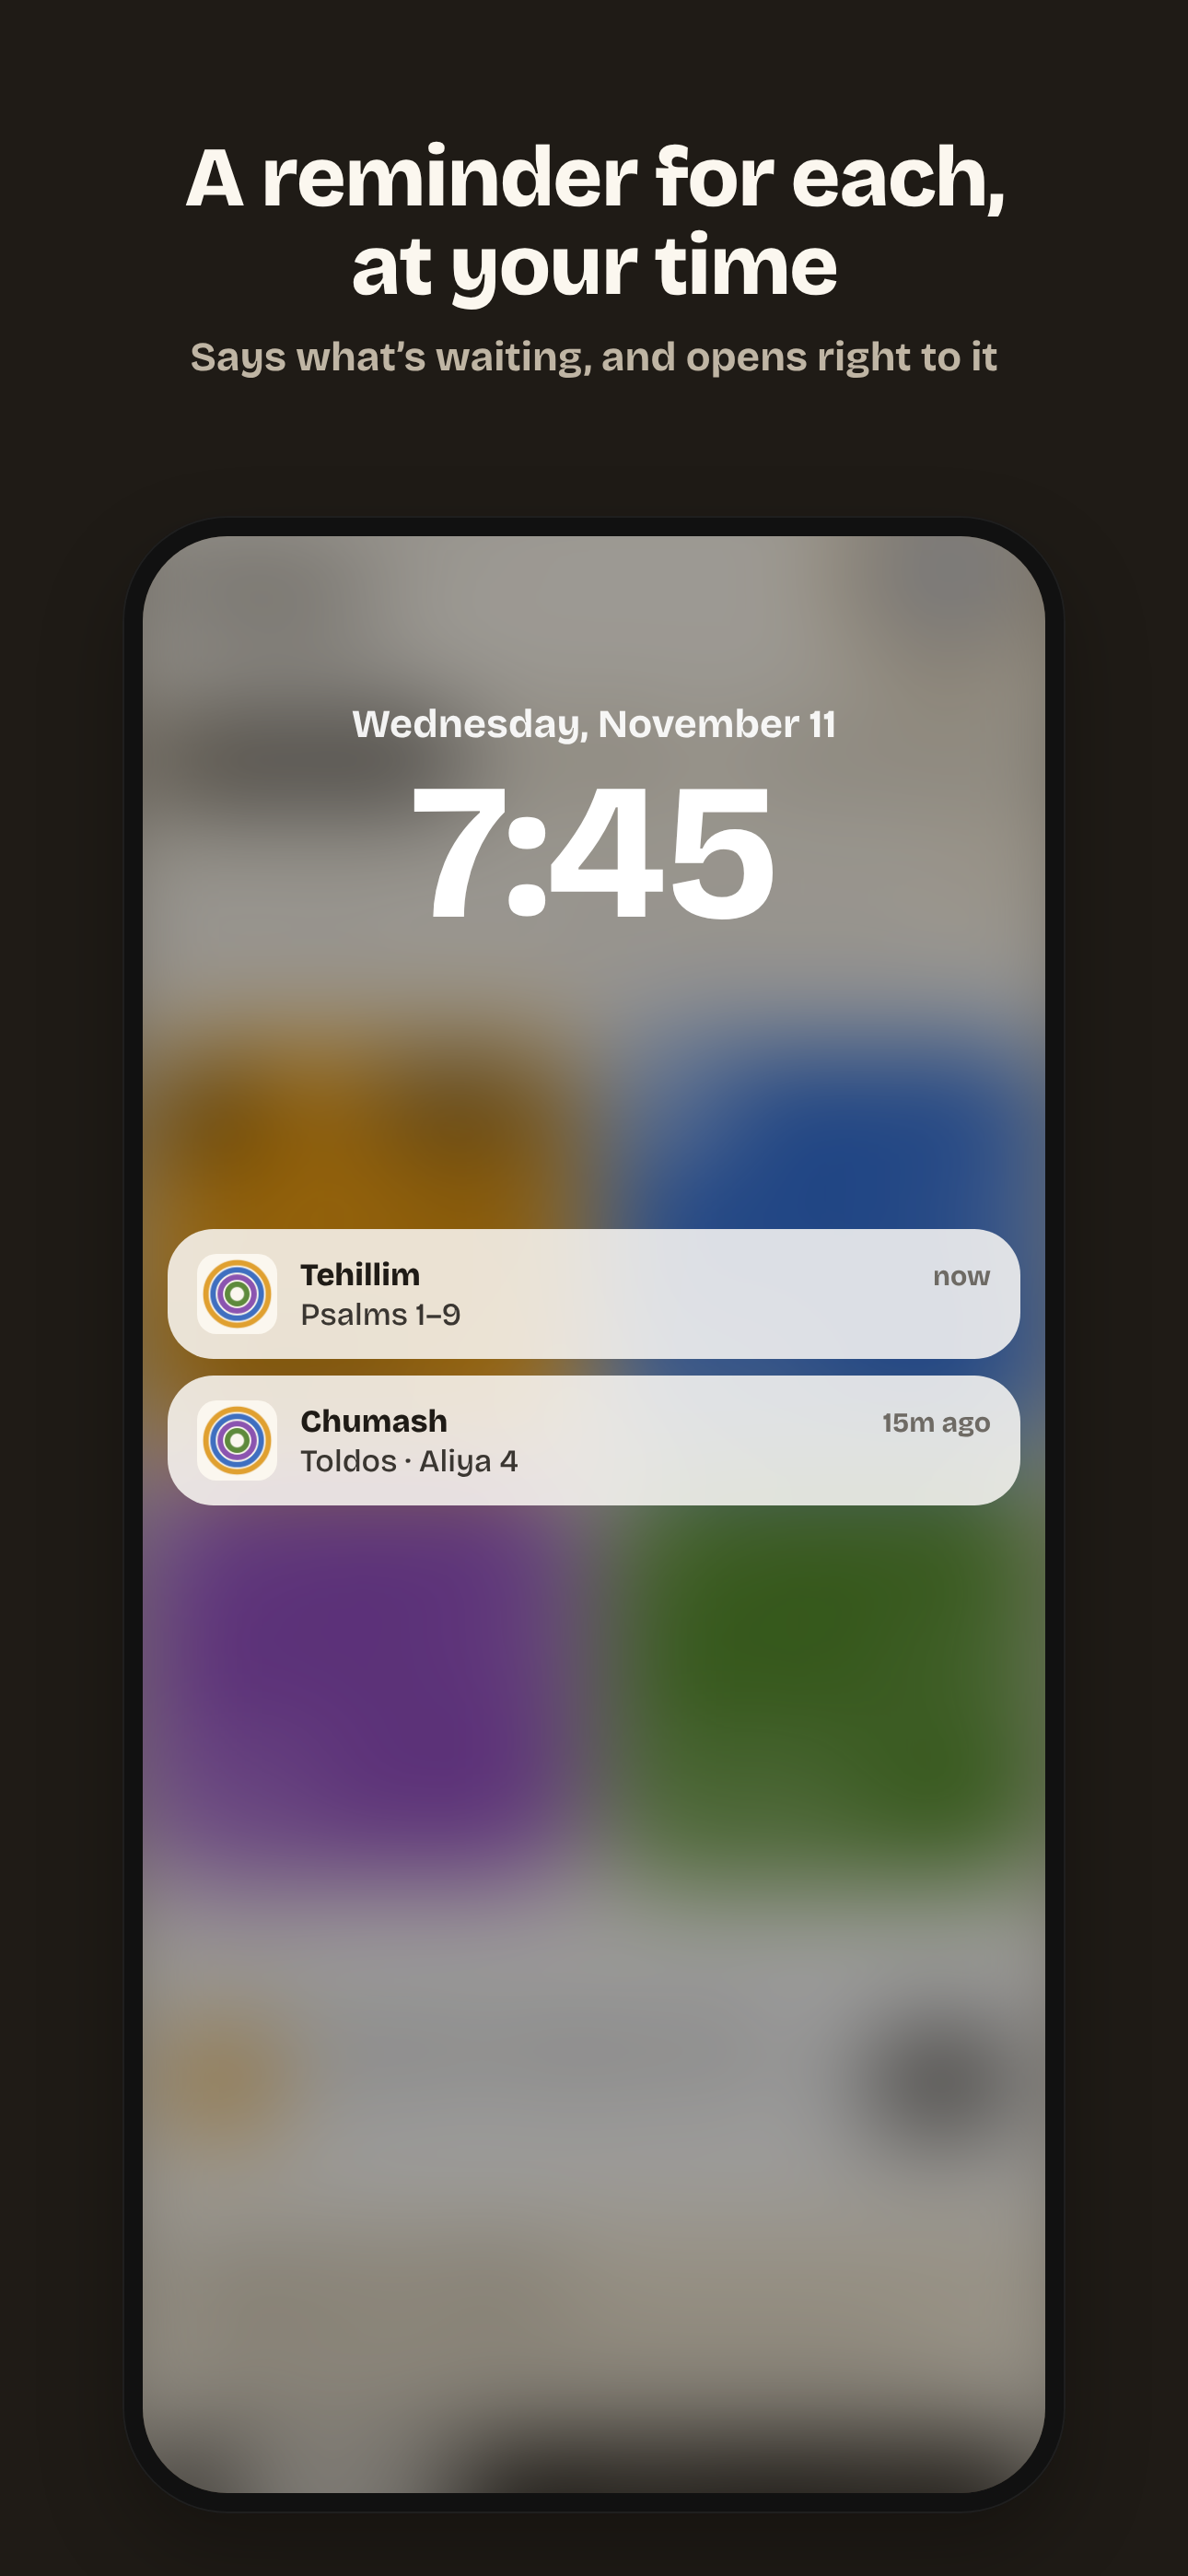 A reminder for each,
at your time
Says what’s waiting, and opens right to it
Wednesday, November 11
7:45
Tehillim
now
Psalms 1–9
Chumash
15m ago
Toldos · Aliya 4